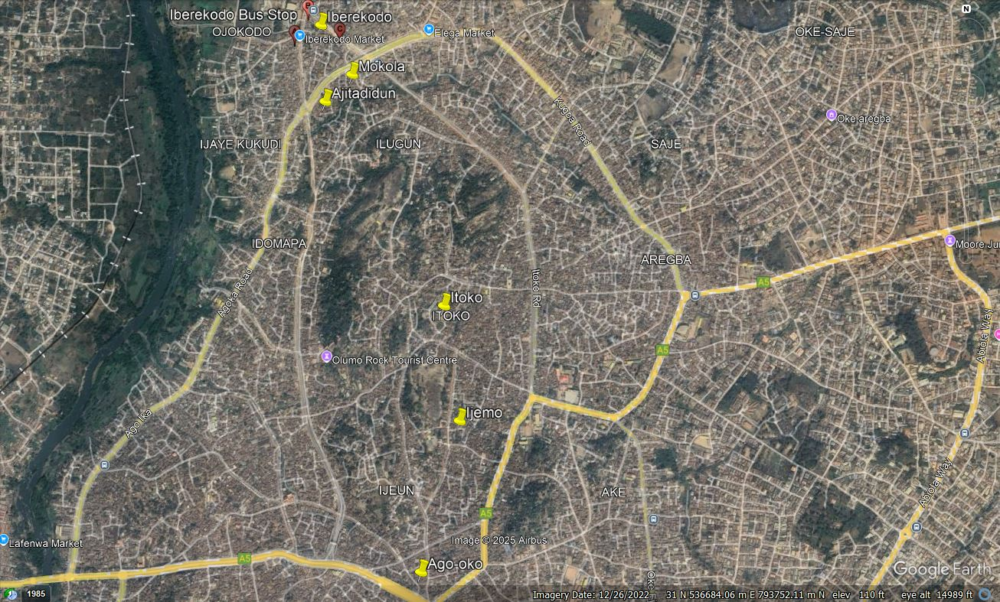 Iberekodo Bus Stop
Iberekodo
OJOKODO
Iberekodo Market
C
Elega Market
N
OKE-SAJE
Mokola
Ajitadidun
Kugba Road
Oke aregba
IJAYE KUKUDI
ILUGUN
SAJE
IDOMAPA
Moore Ju
AREGBA
Itoko Rd
A5
Agoka Road
Itoko
ITOKO
Abiola Way
A5
Olumo Rock Tourist Centre
Ijemo
Ago Ika
Abiola Way
IJEUN
AKE
A5
Lafenwa Market
Image © 2025 Airbus
A5
Ago-oko
Google Earth
Oke
1985
Imagery Date: 12/26/2022 31 N 536684.06 m E 793752.11 m N elev 110 ft eye alt 14989 ft